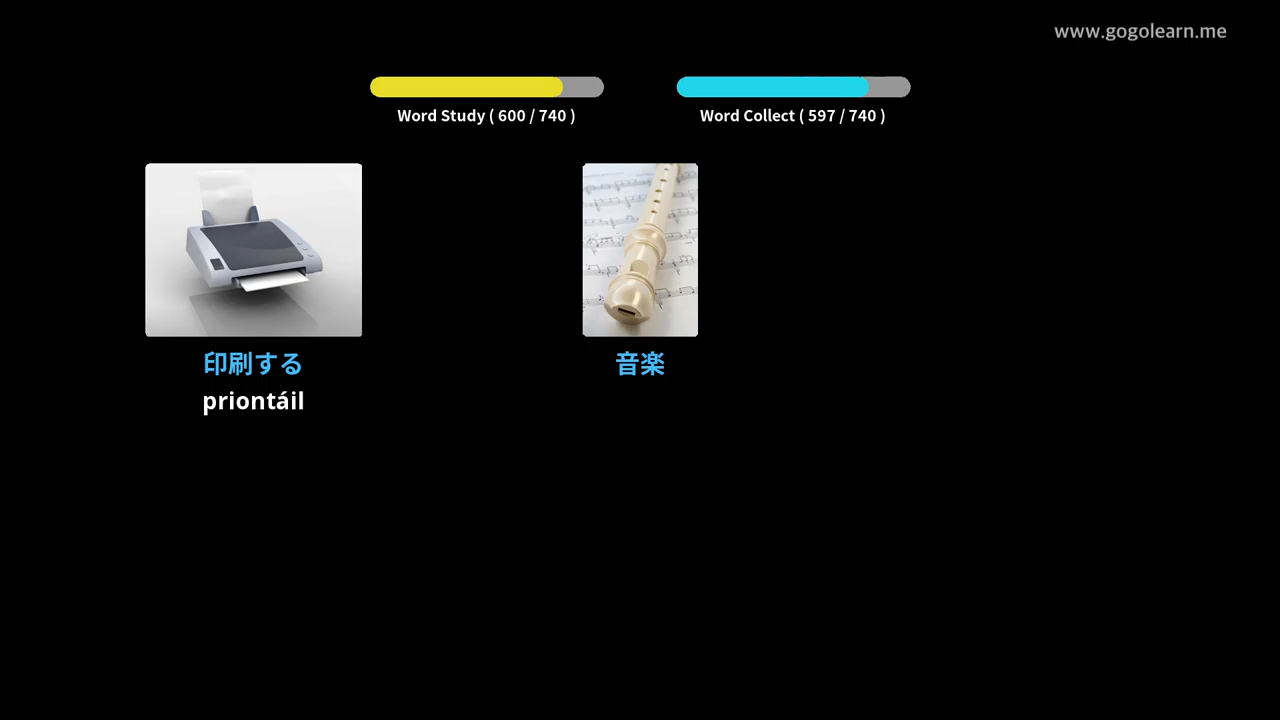 www.gogolearn.me
Word Study ( 600 / 740 )
Word Collect ( 597 / 740 )
印刷する
priontáil
音楽